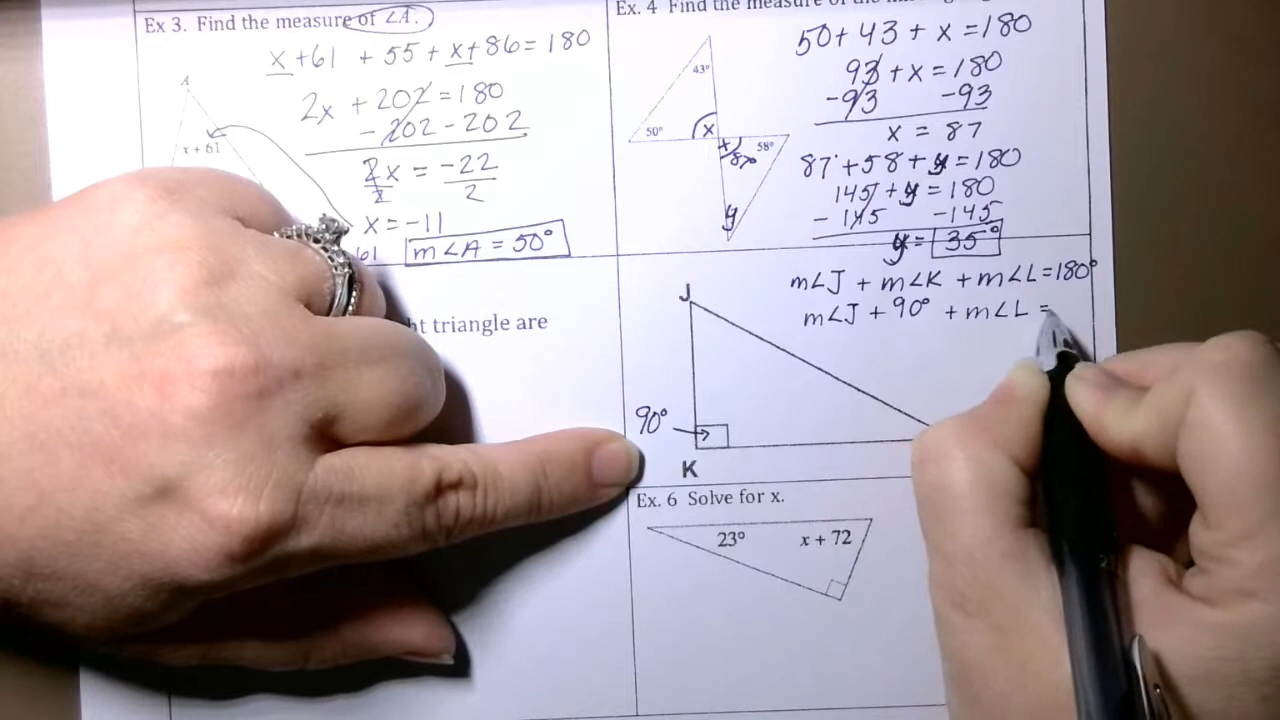 Ex 3. Find the measure of ∠A.
x + 61 + 55 + x + 86 = 180
2x + 202 = 180
- 202 - 202
2x = -22
2 2
x = -11
61 m∠A = 50°
A
x + 61
Ex. 4 Find the measure of the
50 + 43 + x = 180
93 + x = 180
- 93 - 93
x = 87
87 + 58 + y = 180
145 + y = 180
- 145 - 145
y = 35°
43°
50° x
x 58°
87°
y
ht triangle are
m∠J + m∠K + m∠L = 180°
m∠J + 90° + m∠L =
J
90°
K
Ex. 6 Solve for x.
23° x + 72